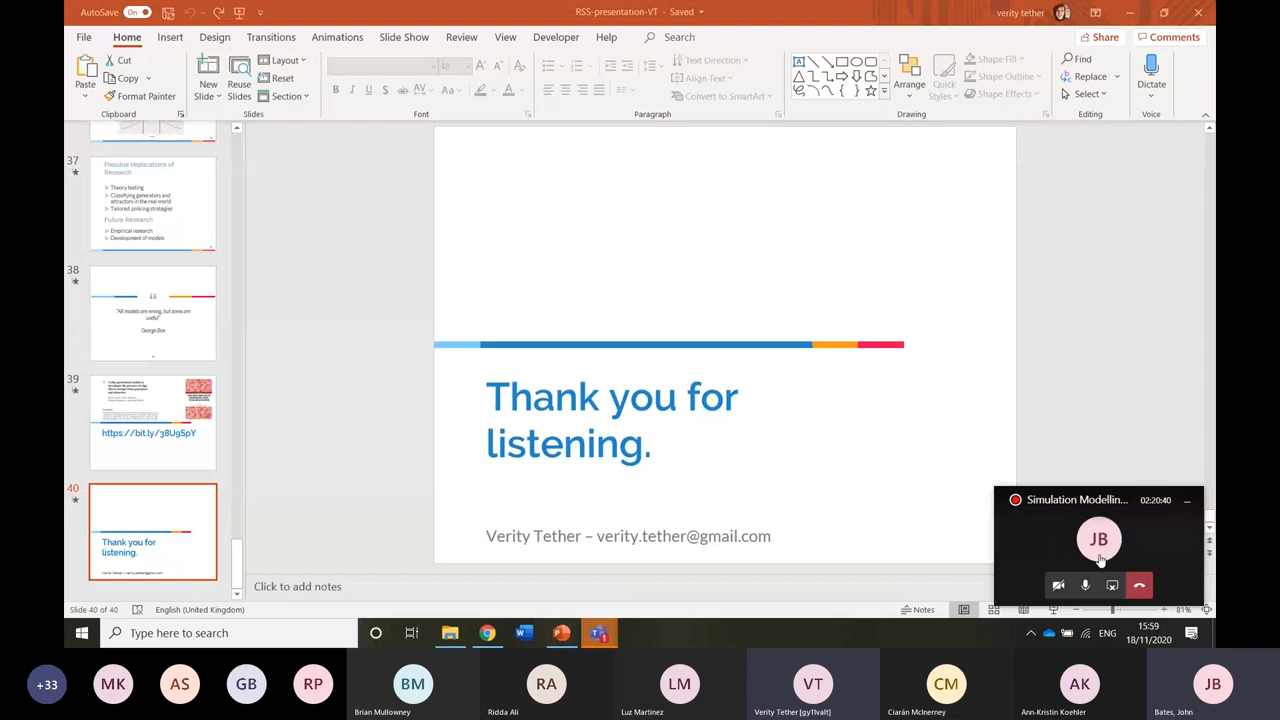 AutoSave On
RSS-presentation-VT - Saved
verity tether
File Home Insert Design Transitions Animations Slide Show Review View Developer Help Search
Share Comments
Paste
Cut
Copy
Format Painter
Clipboard
New Slides
Reuse Slides
Layout
Reset
Section
Slides
Font
Text Direction
Align Text
Convert to SmartArt
Paragraph
Arrange
Quick Styles
Shape Fill
Shape Outline
Shape Effects
Drawing
Find
Replace
Select
Editing
Dictate
Voice
37
Possible Implications of
Research
Theory testing
Classifying generators and
attractors in the real world
Tailored policing strategies
Future Research
Empirical research
Development of models
38
"All models are wrong, but some are
useful"
George Box
39
https://bit.ly/38U9SpY
40
Thank you for
listening.
Verity Tether – verity.tether@gmail.com
Thank you for
listening.
Verity Tether – verity.tether@gmail.com
Simulation Modellin... 02:20:40
JB
Click to add notes
Slide 40 of 40 English (United Kingdom) Notes 81%
Type here to search
ENG
15:59
18/11/2020
+33 MK AS GB RP BM RA LM VT CM AK JB
Brian Mullowney Ridda Ali Luz Martinez Verity Tether [gy11valt] Ciarán McInerney Ann-Kristin Koehler Bates, John